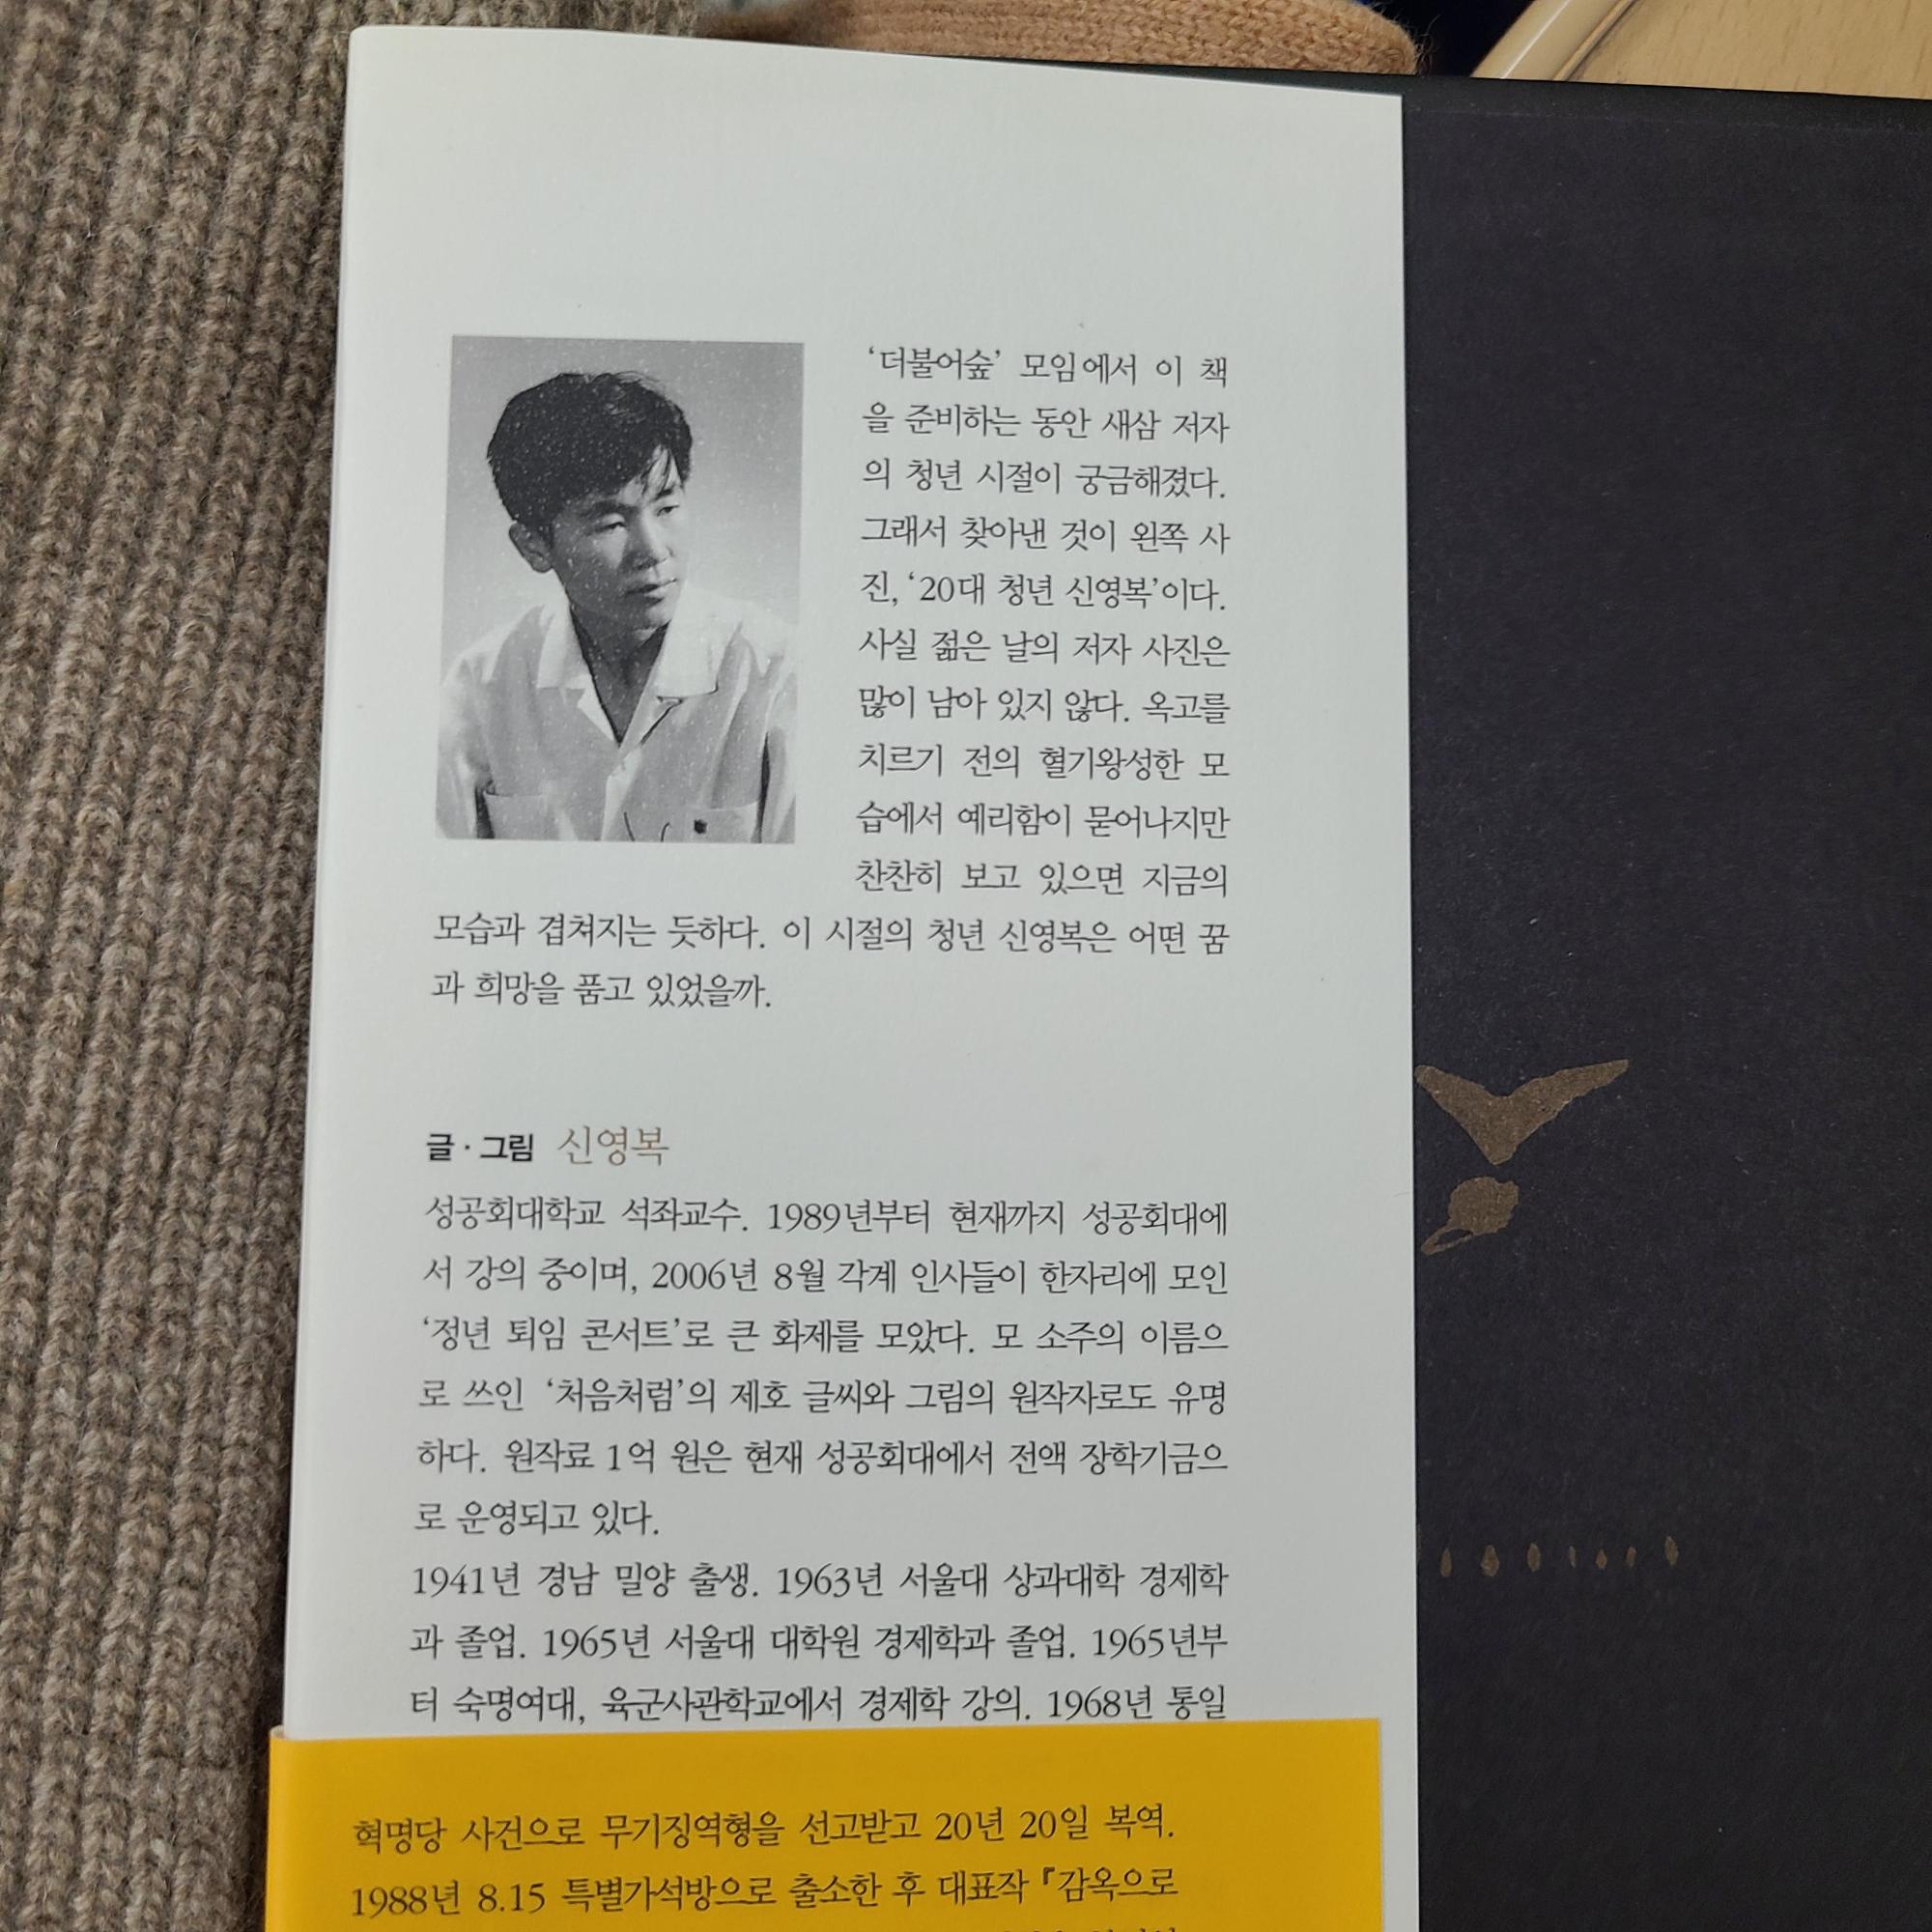 ‘더불어숲’ 모임에서 이 책
을 준비하는 동안 새삼 저자
의 청년 시절이 궁금해졌다.
그래서 찾아낸 것이 왼쪽 사
진, ‘20대 청년 신영복’이다.
사실 젊은 날의 저자 사진은
많이 남아 있지 않다. 옥고를
치르기 전의 혈기왕성한 모
습에서 예리함이 묻어나지만
찬찬히 보고 있으면 지금의
모습과 겹쳐지는 듯하다. 이 시절의 청년 신영복은 어떤 꿈
과 희망을 품고 있었을까.
글·그림 신영복
성공회대학교 석좌교수. 1989년부터 현재까지 성공회대에
서 강의 중이며, 2006년 8월 각계 인사들이 한자리에 모인
‘정년 퇴임 콘서트’로 큰 화제를 모았다. 모 소주의 이름으
로 쓰인 ‘처음처럼’의 제호 글씨와 그림의 원작자로도 유명
하다. 원작료 1억 원은 현재 성공회대에서 전액 장학기금으
로 운영되고 있다.
1941년 경남 밀양 출생. 1963년 서울대 상과대학 경제학
과 졸업. 1965년 서울대 대학원 경제학과 졸업. 1965년부
터 숙명여대, 육군사관학교에서 경제학 강의. 1968년 통일
혁명당 사건으로 무기징역형을 선고받고 20년 20일 복역.
1988년 8.15 특별가석방으로 출소한 후 대표작 『감옥으로